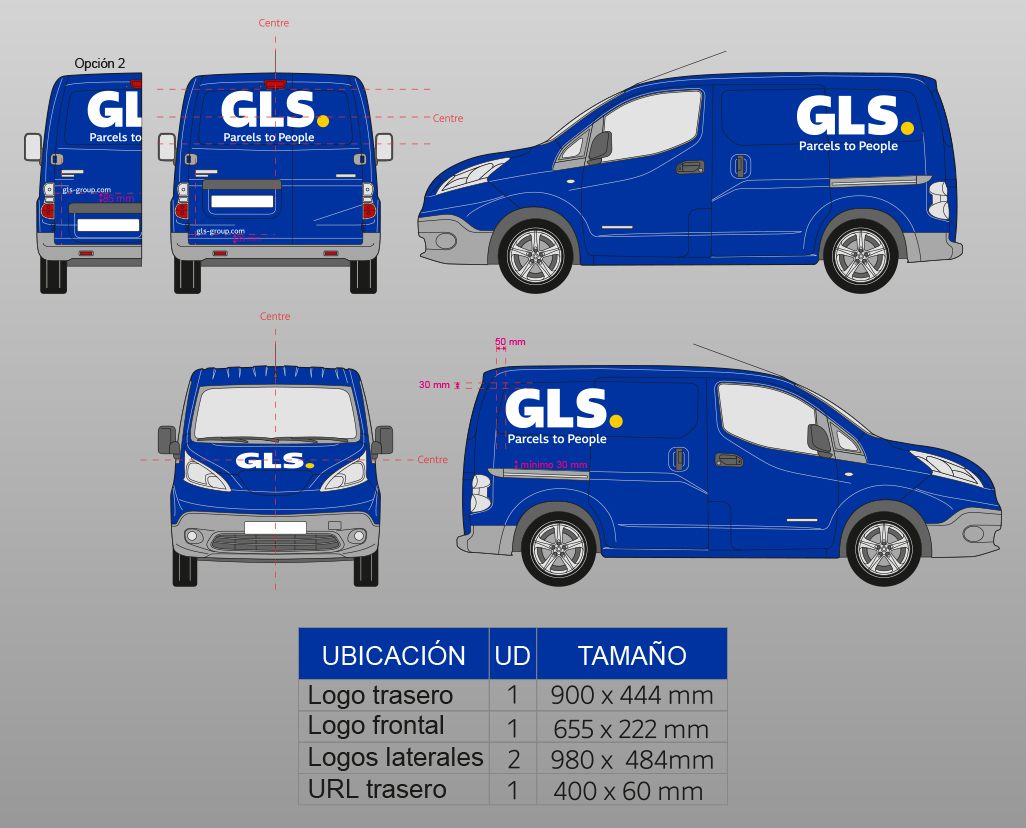 Centre
Opción 2
GLS.
Parcels to P
gls-group.com
85 mm
GLS.
Parcels to People
Centre
gls-group.com
GLS.
Parcels to People
Centre
GLS.
Centre
50 mm
30 mm
GLS.
Parcels to People
minimo 30 mm
UBICACIÓN UD TAMAÑO
Logo trasero 1 900 x 444 mm
Logo frontal 1 655 x 222 mm
Logos laterales 2 980 x 484mm
URL trasero 1 400 x 60 mm